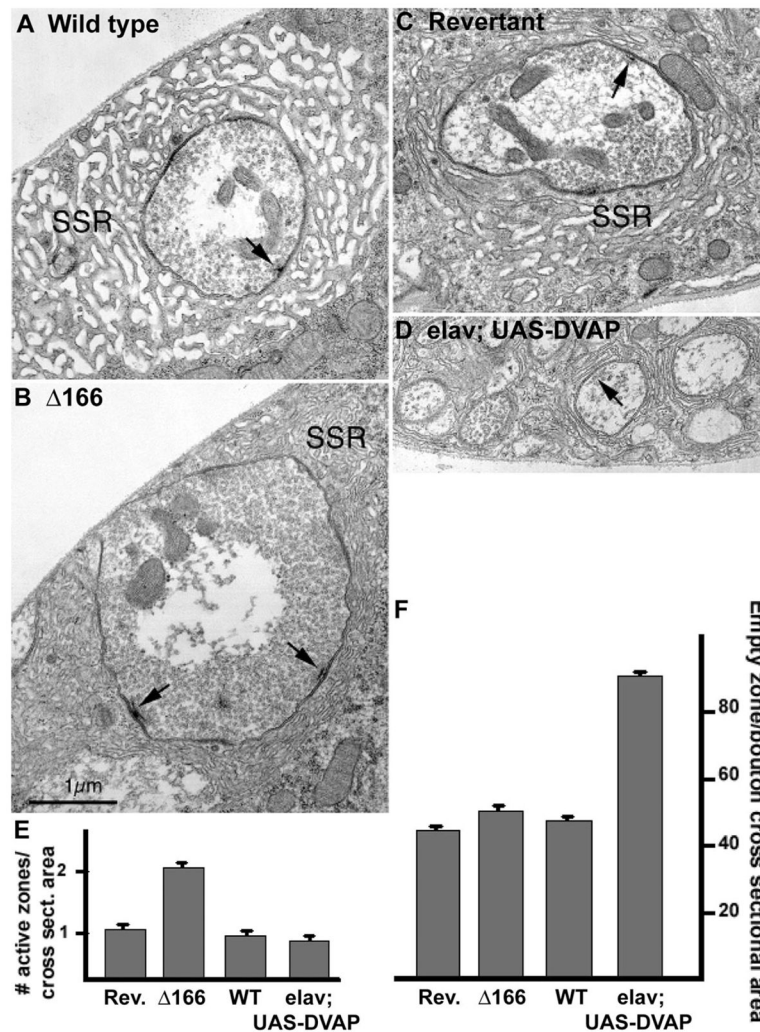 A Wild type
SSR
B Δ166
SSR
1μm
C Revertant
SSR
D elav; UAS-DVAP
E
# active zones/
cross sect. area
2
1
Rev.
Δ166
WT
elav;
UAS-DVAP
F
Empty zone/bouton cross sectional area
80
60
40
20
Rev.
Δ166
WT
elav;
UAS-DVAP